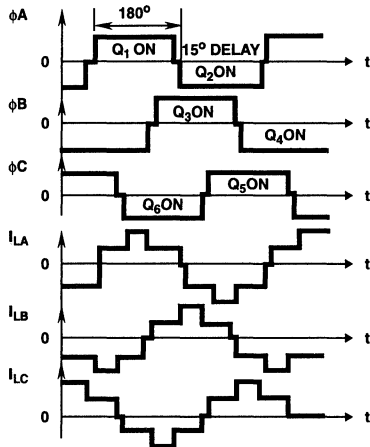 180°
ϕA
Q1 ON
15° DELAY
0
t
Q2ON
ϕB
Q3ON
0
t
Q4ON
ϕC
Q5ON
0
t
Q6ON
ILA
0
t
ILB
0
t
ILC
0
t